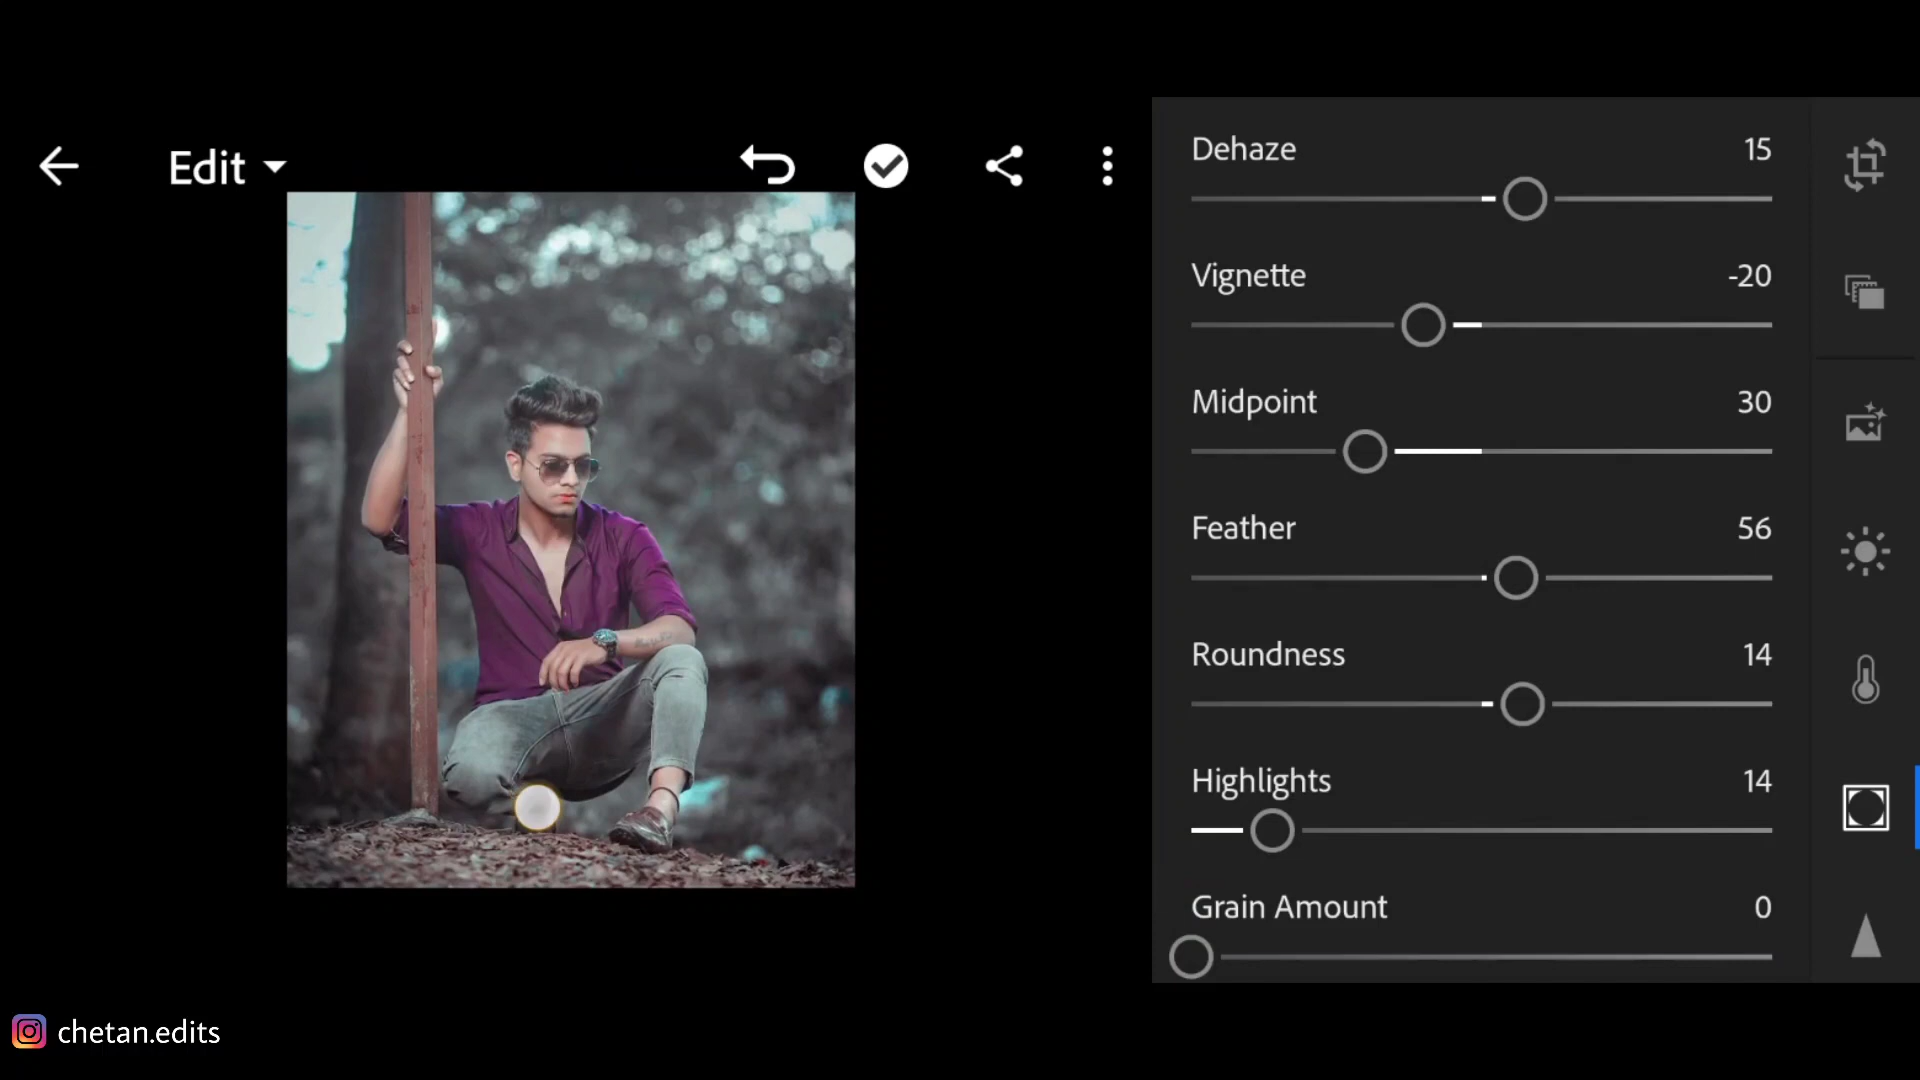 Edit
Dehaze 15
Vignette -20
Midpoint 30
Feather 56
Roundness 14
Highlights 14
Grain Amount 0
chetan.edits